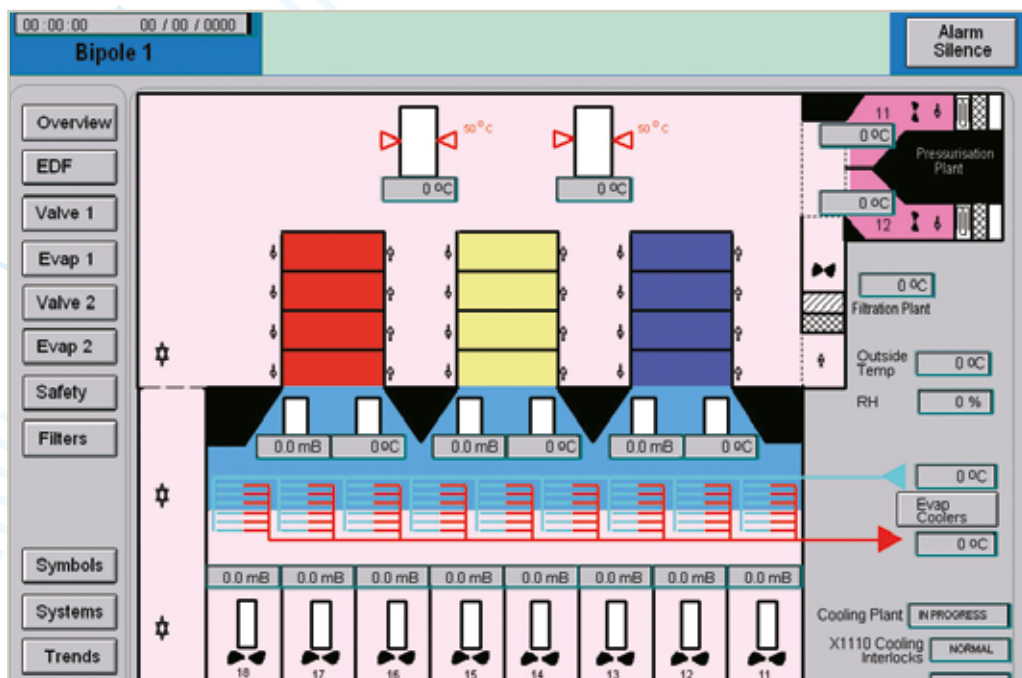 00:00:00 00 / 00 / 0000
Bipole 1
Alarm
Silence
Overview
EDF
Valve 1
Evap 1
Valve 2
Evap 2
Safety
Filters
Symbols
Systems
Trends
50°C
50°C
0 ºC
0 ºC
11
0 ºC
Pressurisation
Plant
0 ºC
12
0 ºC
Filtration Plant
Outside
Temp
0 ºC
RH
0 %
0.0 mB
0 ºC
0.0 mB
0 ºC
0.0 mB
0 ºC
0 ºC
Evap
Coolers
0 ºC
0.0 mB 0.0 mB 0.0 mB 0.0 mB 0.0 mB 0.0 mB 0.0 mB 0.0 mB
18 17 16 15 14 13 12 11
Cooling Plant
IN PROGRESS
X1110 Cooling
Interlocks
NORMAL